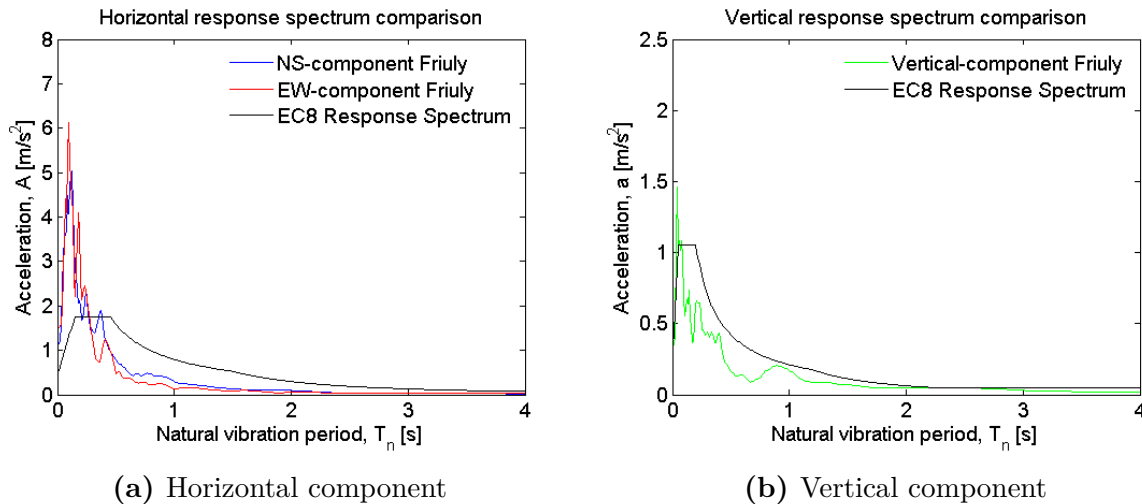 Horizontal response spectrum comparison
8
7
6
5
4
3
2
1
0
Acceleration, A [m/s²]
NS-component Friuly
EW-component Friuly
EC8 Response Spectrum
0 1 2 3 4
Natural vibration period, Tₙ [s]
(a) Horizontal component
Vertical response spectrum comparison
2.5
2
1.5
1
0.5
0
Acceleration, a [m/s²]
Vertical-component Friuly
EC8 Response Spectrum
0 1 2 3 4
Natural vibration period, Tₙ [s]
(b) Vertical component